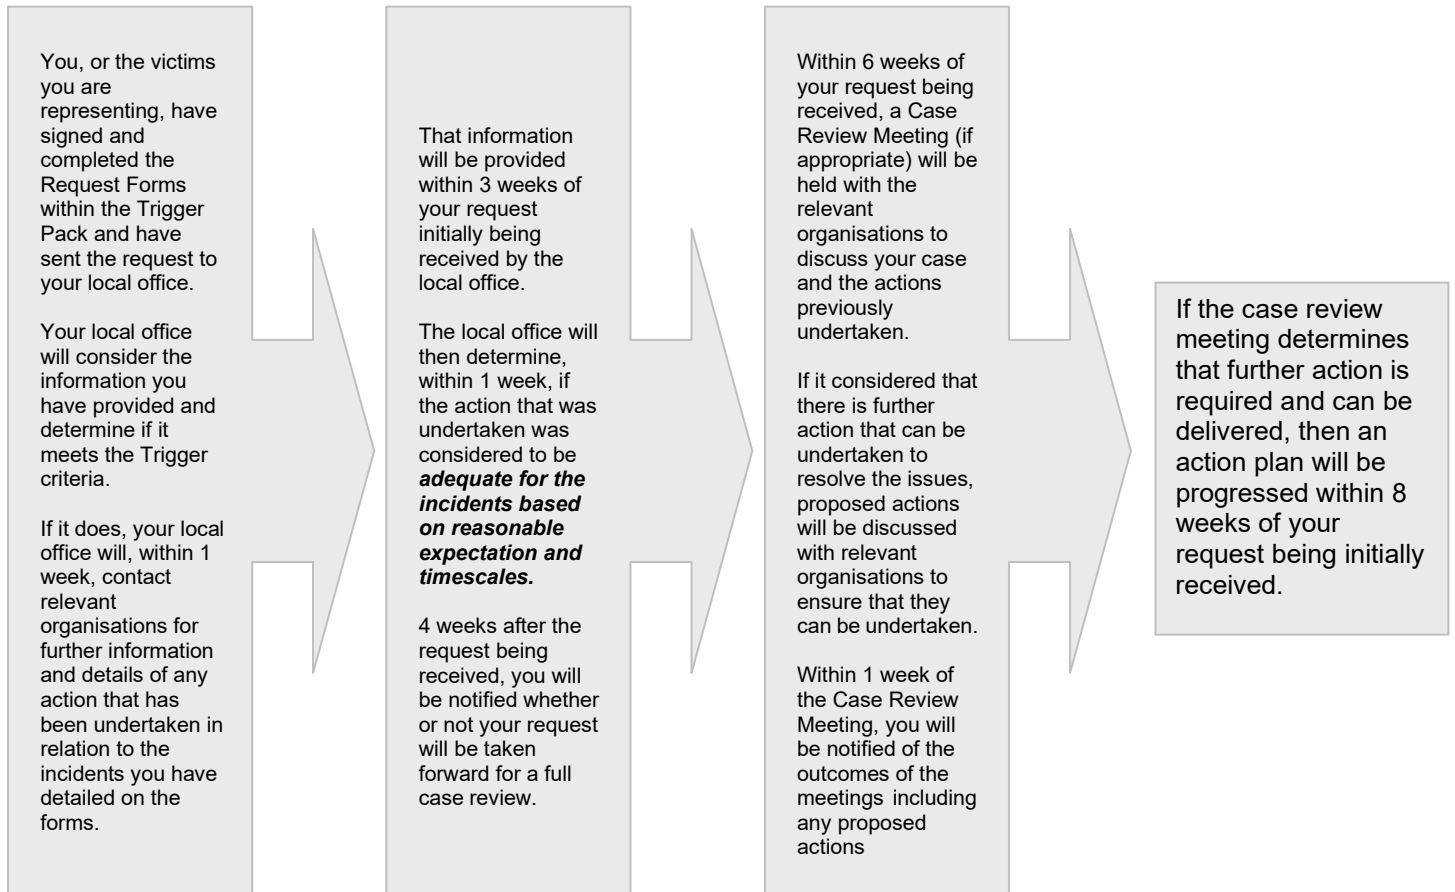 You, or the victims
you are
representing, have
signed and
completed the
Request Forms
within the Trigger
Pack and have
sent the request to
your local office.
Your local office
will consider the
information you
have provided and
determine if it
meets the Trigger
criteria.
If it does, your local
office will, within 1
week, contact
relevant
organisations for
further information
and details of any
action that has
been undertaken in
relation to the
incidents you have
detailed on the
forms.
That information
will be provided
within 3 weeks of
your request
initially being
received by the
local office.
The local office will
then determine,
within 1 week, if
the action that was
undertaken was
considered to be
adequate for the
incidents based
on reasonable
expectation and
timescales.
4 weeks after the
request being
received, you will
be notified whether
or not your request
will be taken
forward for a full
case review.
Within 6 weeks of
your request being
received, a Case
Review Meeting (if
appropriate) will be
held with the
relevant
organisations to
discuss your case
and the actions
previously
undertaken.
If it considered that
there is further
action that can be
undertaken to
resolve the issues,
proposed actions
will be discussed
with relevant
organisations to
ensure that they
can be undertaken.
Within 1 week of
the Case Review
Meeting, you will
be notified of the
outcomes of the
meetings including
any proposed
actions
If the case review
meeting determines
that further action is
required and can be
delivered, then an
action plan will be
progressed within 8
weeks of your
request being initially
received.